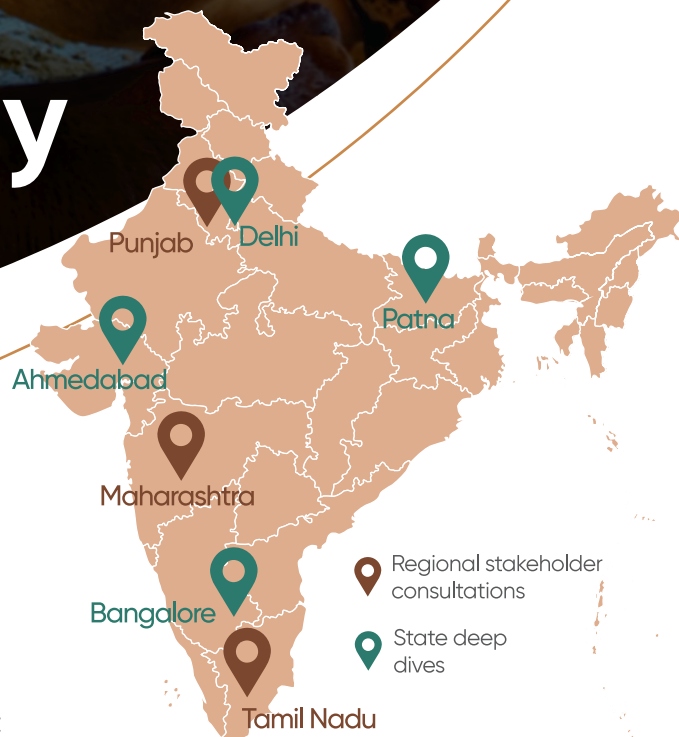 y
Punjab
Delhi
Patna
Ahmedabad
Maharashtra
Regional stakeholder
consultations
Bangalore
State deep
dives
Tamil Nadu